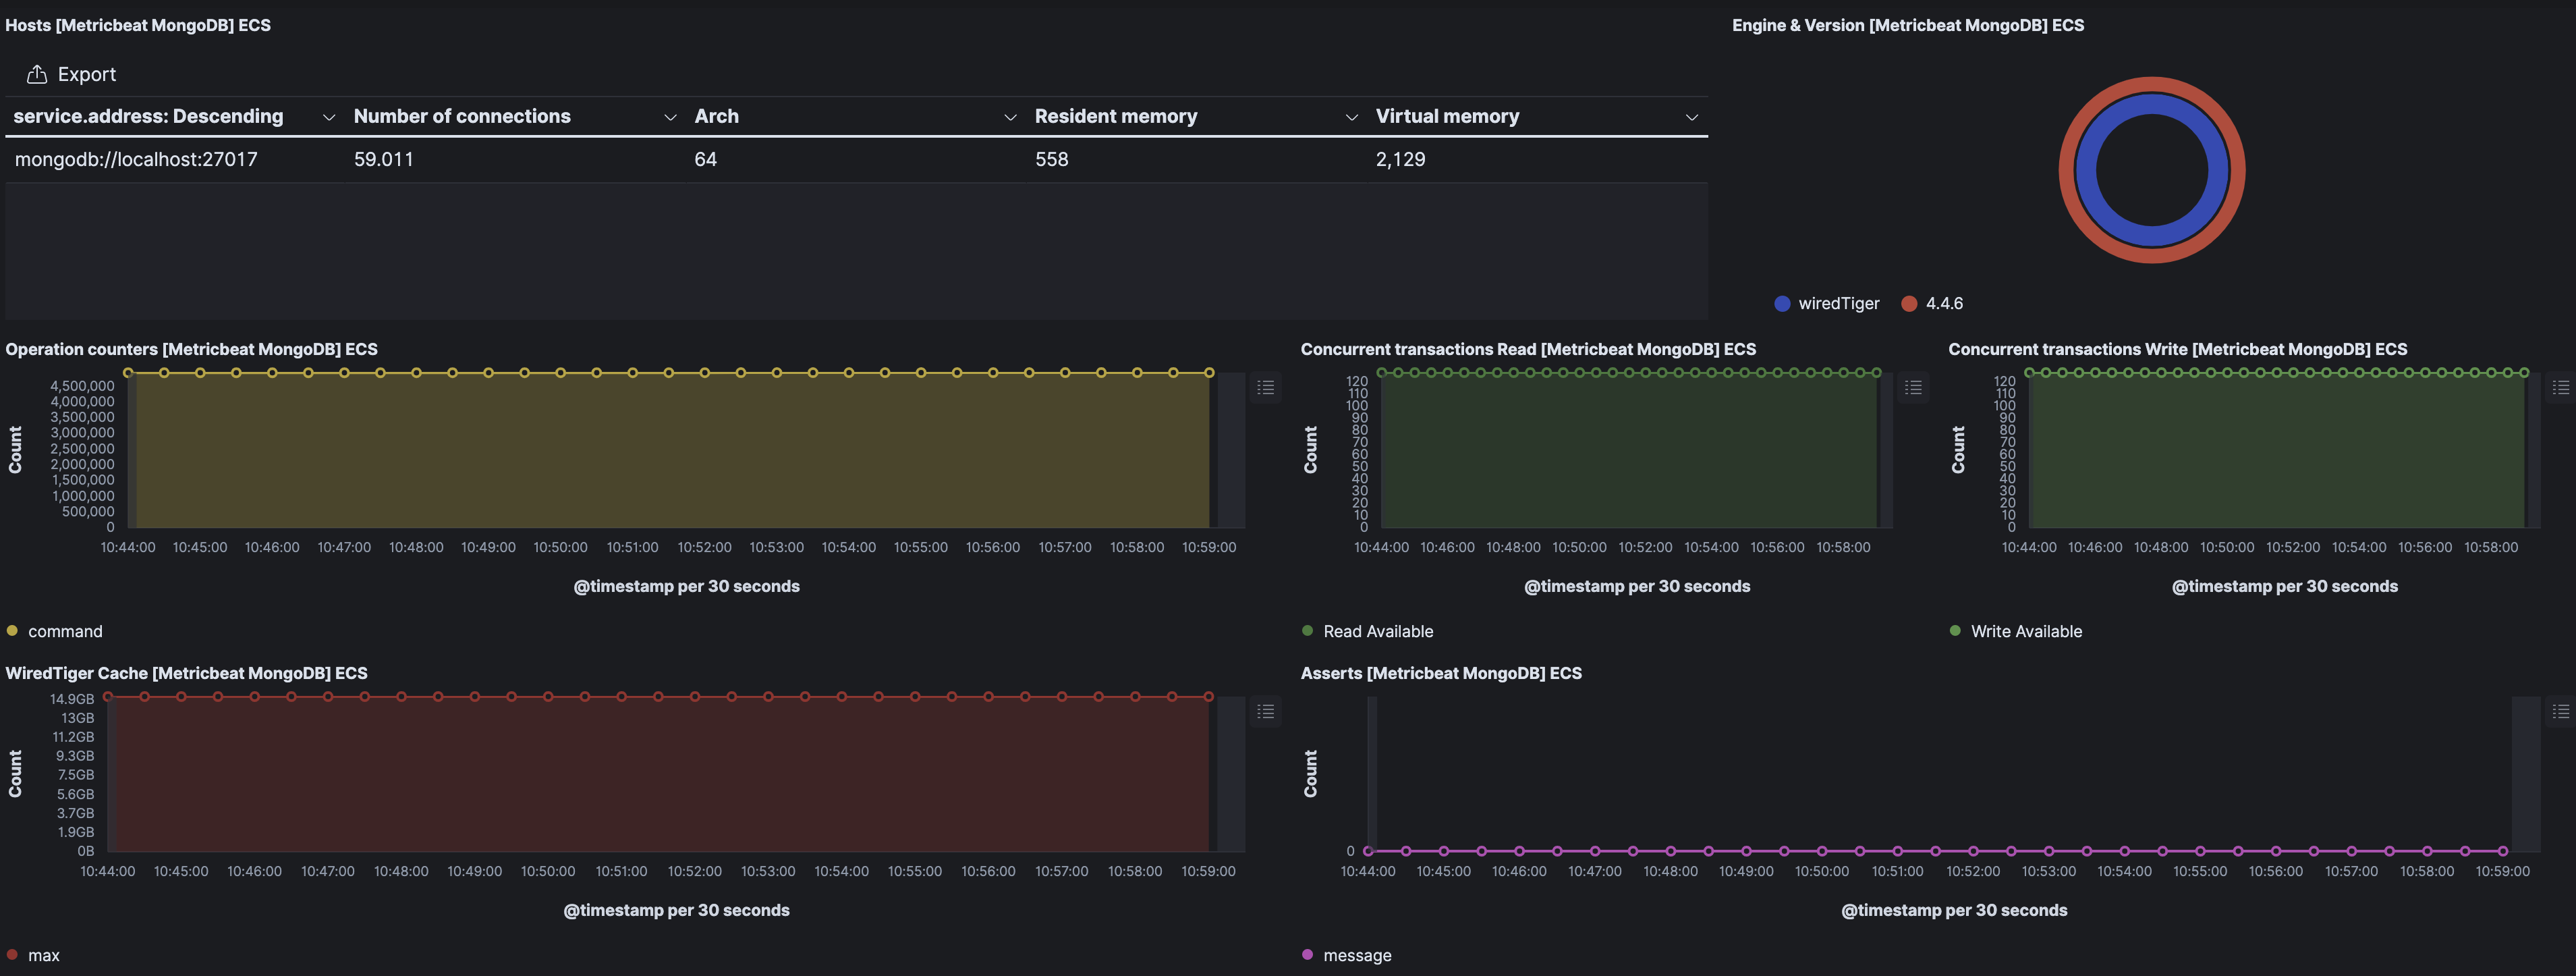 Hosts [Metricbeat MongoDB] ECS
Export
service.address: Descending Number of connections Arch Resident memory Virtual memory
mongodb://localhost:27017 59.011 64 558 2,129
Engine & Version [Metricbeat MongoDB] ECS
wiredTiger 4.4.6
Operation counters [Metricbeat MongoDB] ECS
Count
4,500,000
4,000,000
3,500,000
3,000,000
2,500,000
2,000,000
1,500,000
1,000,000
500,000
0
10:44:00 10:45:00 10:46:00 10:47:00 10:48:00 10:49:00 10:50:00 10:51:00 10:52:00 10:53:00 10:54:00 10:55:00 10:56:00 10:57:00 10:58:00 10:59:00
@timestamp per 30 seconds
command
Concurrent transactions Read [Metricbeat MongoDB] ECS
Count
120
110
100
90
80
70
60
50
40
30
20
10
0
10:44:00 10:46:00 10:48:00 10:50:00 10:52:00 10:54:00 10:56:00 10:58:00
@timestamp per 30 seconds
Read Available
Concurrent transactions Write [Metricbeat MongoDB] ECS
Count
120
110
100
90
80
70
60
50
40
30
20
10
0
10:44:00 10:46:00 10:48:00 10:50:00 10:52:00 10:54:00 10:56:00 10:58:00
@timestamp per 30 seconds
Write Available
WiredTiger Cache [Metricbeat MongoDB] ECS
Count
14.9GB
13GB
11.2GB
9.3GB
7.5GB
5.6GB
3.7GB
1.9GB
0B
10:44:00 10:45:00 10:46:00 10:47:00 10:48:00 10:49:00 10:50:00 10:51:00 10:52:00 10:53:00 10:54:00 10:55:00 10:56:00 10:57:00 10:58:00 10:59:00
@timestamp per 30 seconds
max
Asserts [Metricbeat MongoDB] ECS
Count
0
10:44:00 10:45:00 10:46:00 10:47:00 10:48:00 10:49:00 10:50:00 10:51:00 10:52:00 10:53:00 10:54:00 10:55:00 10:56:00 10:57:00 10:58:00 10:59:00
@timestamp per 30 seconds
message